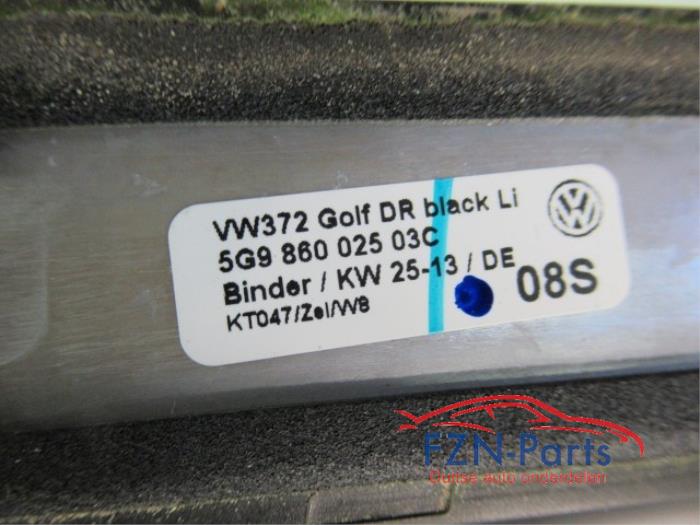 VW372 Golf DR black Li
5G9 860 025 03C
Binder / KW 25-13 / DE
08S
KT047/Zel/W8
FZN-Parts
Duitse auto onderdelen